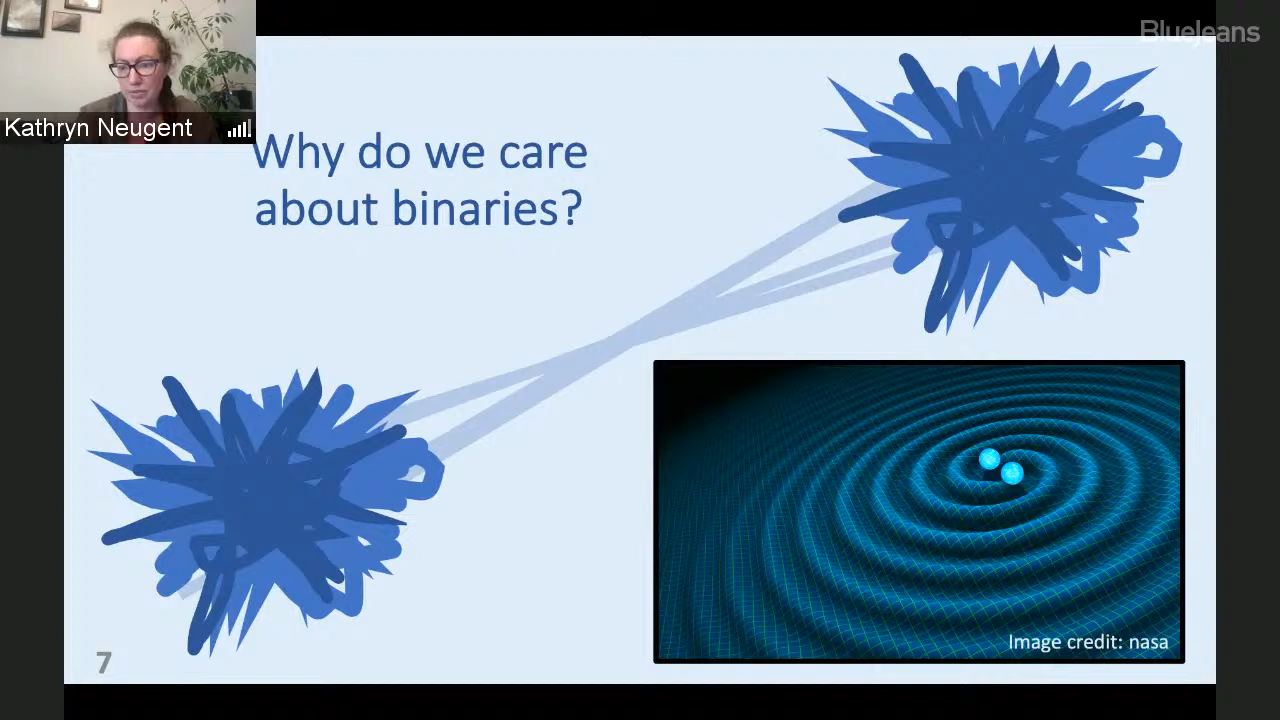 BlueJeans
Kathryn Neugent
Why do we care
about binaries?
Image credit: nasa
7